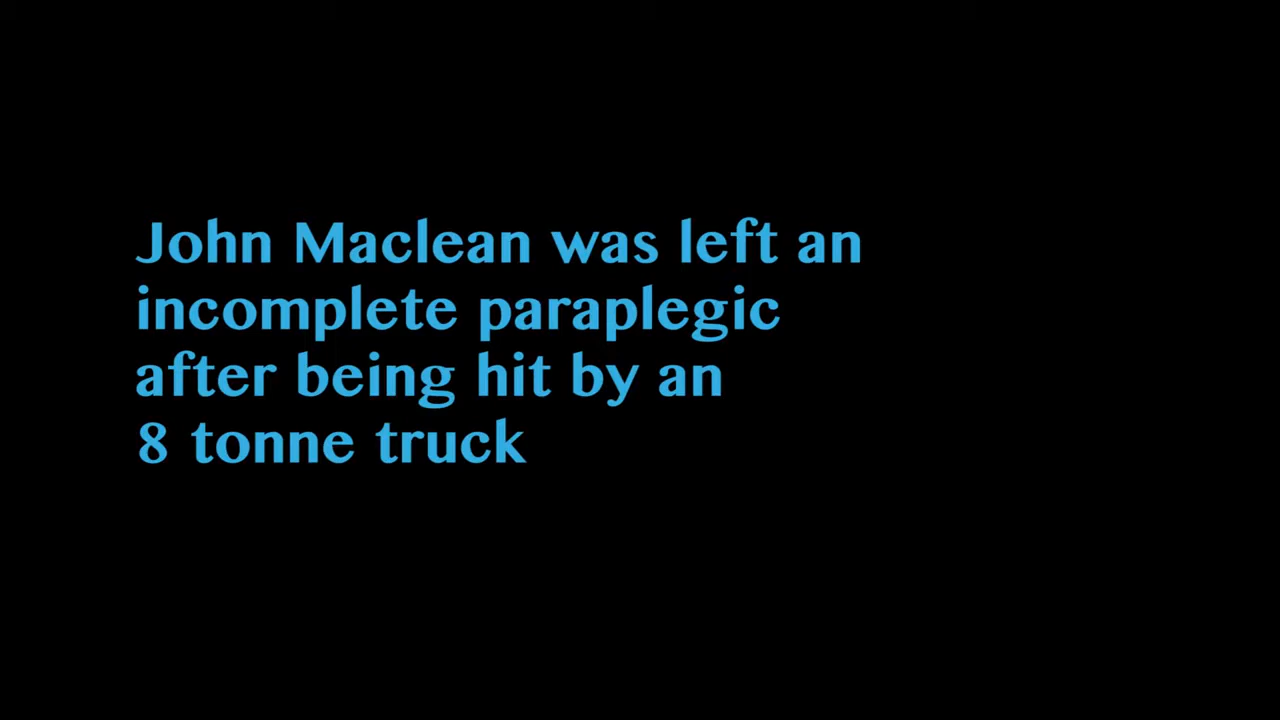 John Maclean was left an
incomplete paraplegic
after being hit by an
8 tonne truck